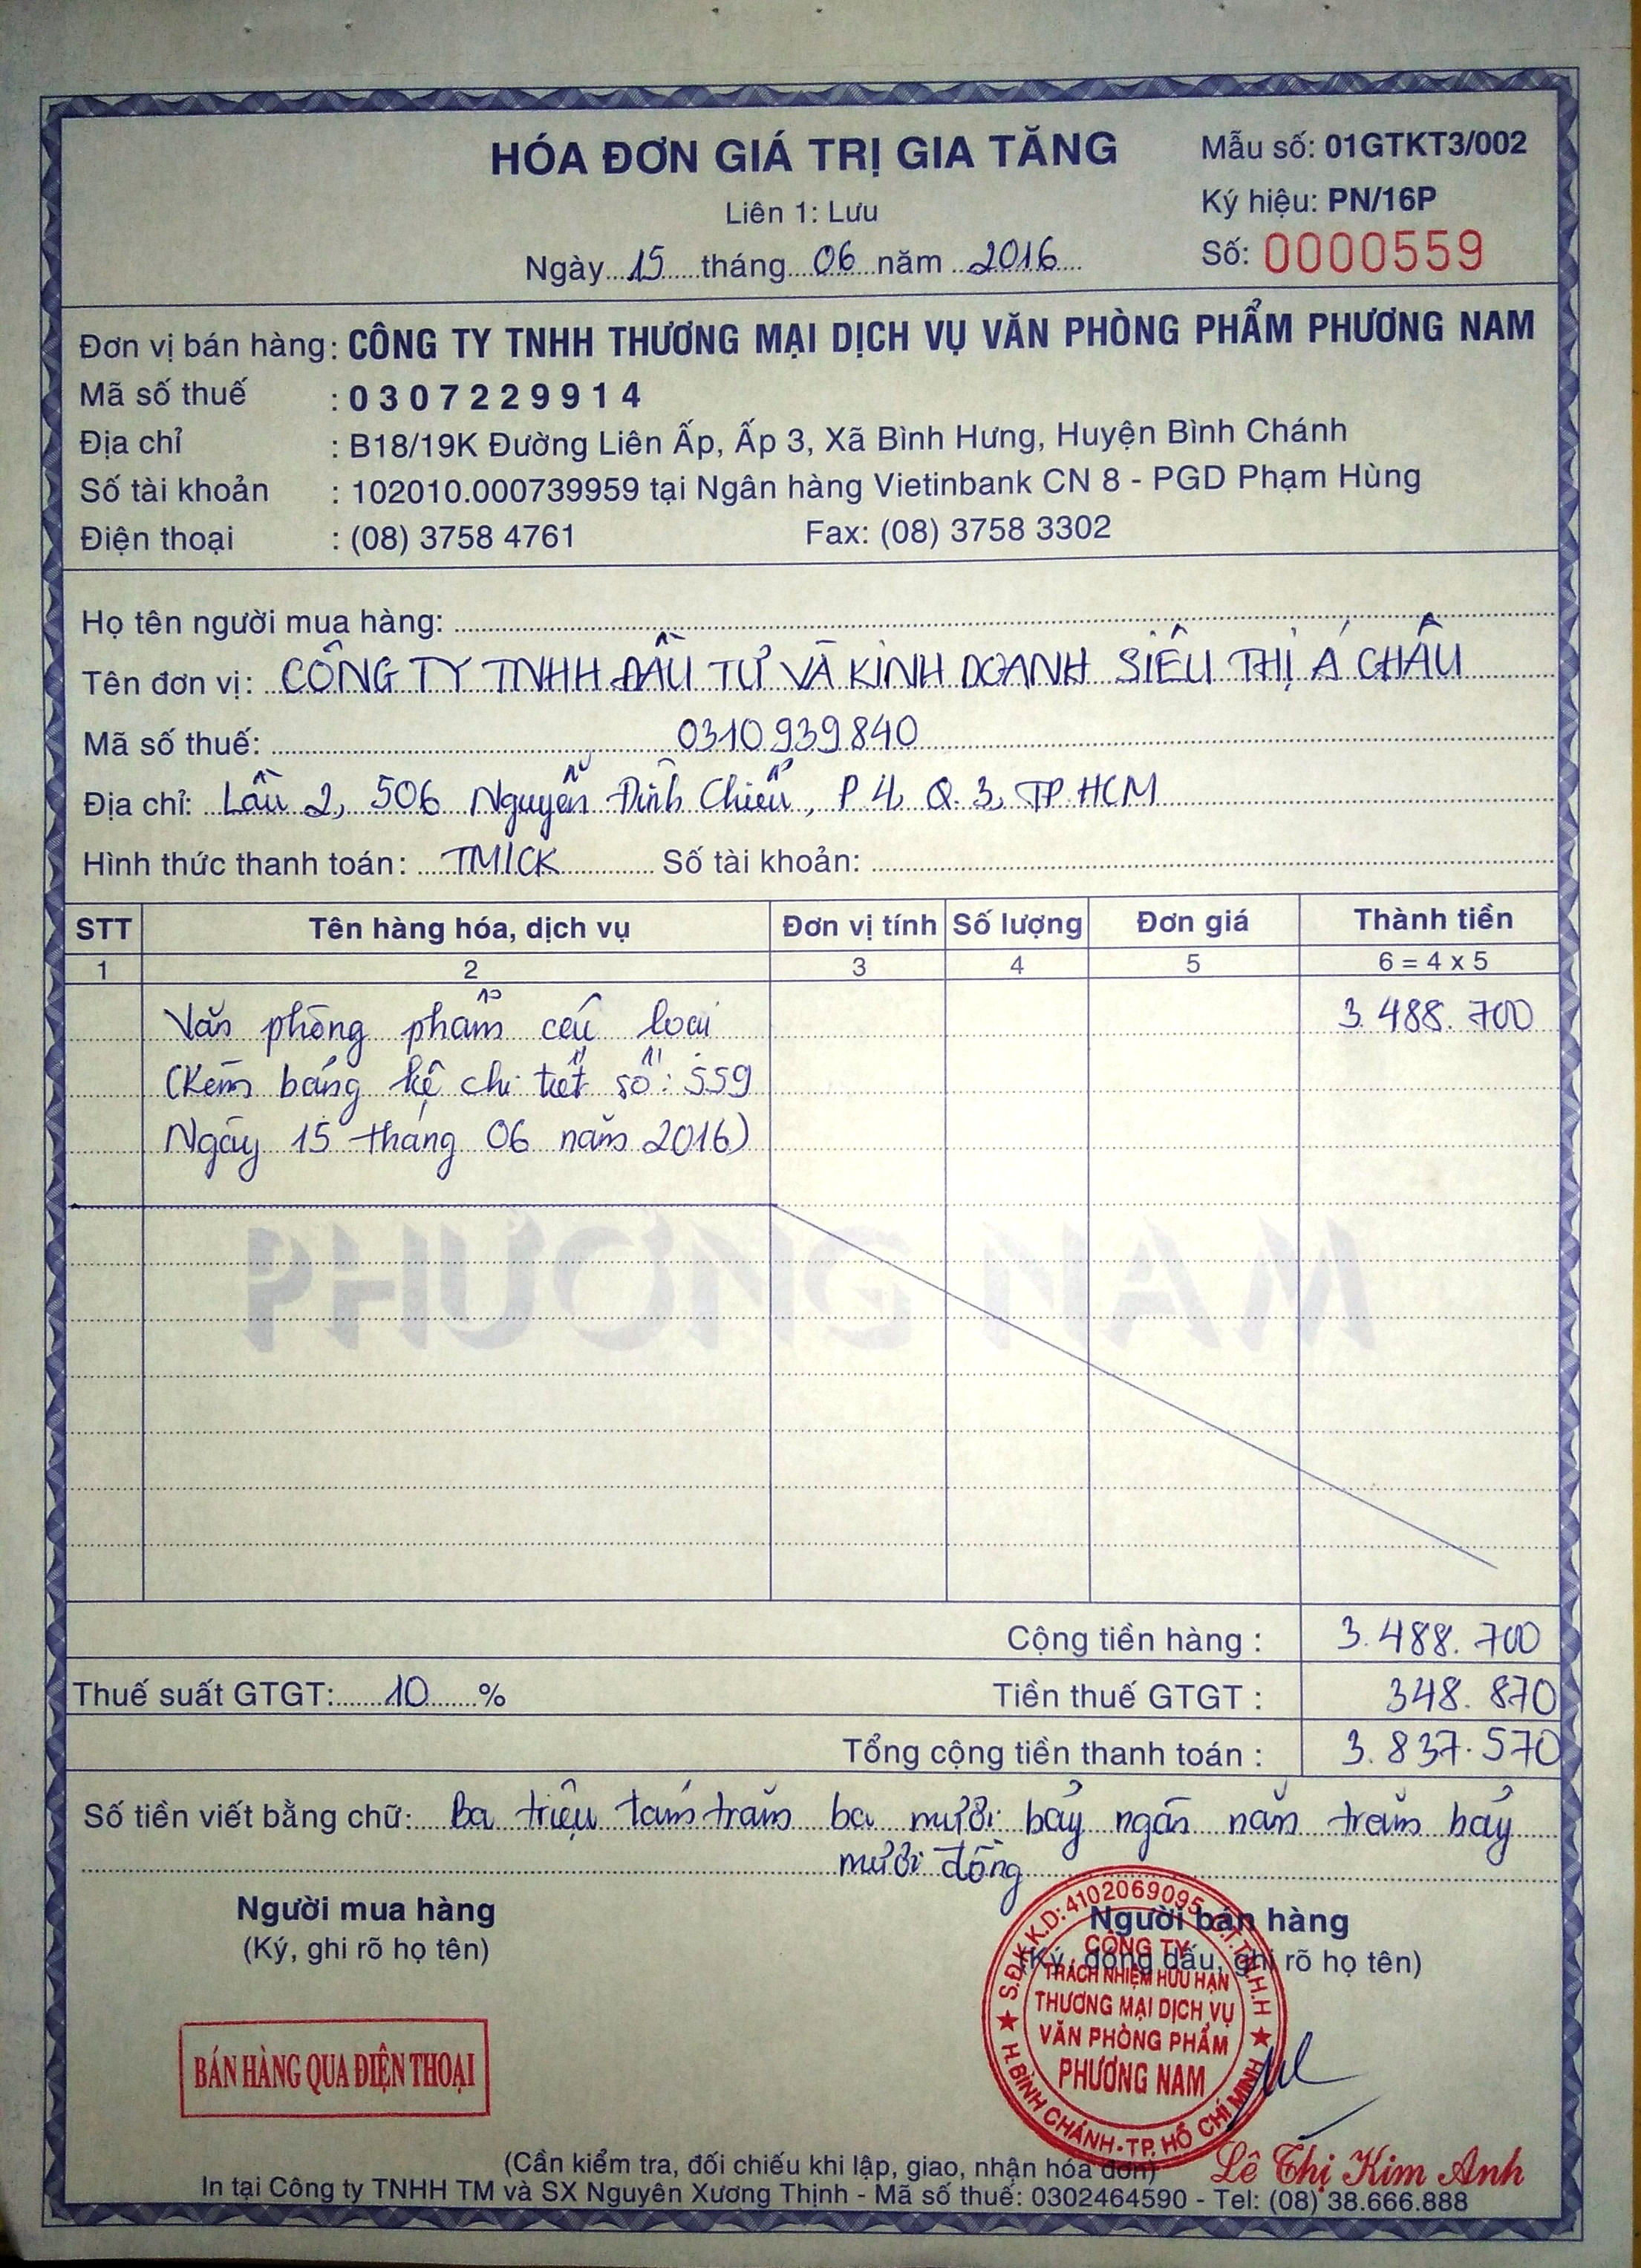 HÓA ĐƠN GIÁ TRỊ GIA TĂNG
Liên 1: Lưu
Ngày 15 tháng 06 năm 2016
Mẫu số: 01GTKT3/002
Ký hiệu: PN/16P
Số: 0000559
Đơn vị bán hàng: CÔNG TY TNHH THƯƠNG MẠI DỊCH VỤ VĂN PHÒNG PHẨM PHƯƠNG NAM
Mã số thuế : 0307229914
Địa chỉ : B18/19K Đường Liên Ấp, Ấp 3, Xã Bình Hưng, Huyện Bình Chánh
Số tài khoản : 102010.000739959 tại Ngân hàng Vietinbank CN 8 - PGD Phạm Hùng
Điện thoại : (08) 3758 4761 Fax: (08) 3758 3302
Họ tên người mua hàng:
Tên đơn vị: CÔNG TY TNHH ĐẦU TƯ VÀ KINH DOANH SIÊU THỊ Á CHÂU
Mã số thuế: 0310939840
Địa chỉ: Lầu 2, 506 Nguyễn Đình Chiểu, P 4, Q. 3, TP. HCM
Hình thức thanh toán: TM/CK Số tài khoản:
STT Tên hàng hóa, dịch vụ Đơn vị tính Số lượng Đơn giá Thành tiền
1 2 3 4 5 6 = 4 x 5
Văn phòng phẩm các loại 3.488.700
(Kèm bảng kê chi tiết số: 559
Ngày 15 tháng 06 năm 2016)
PHƯƠNG NAM
Cộng tiền hàng : 3.488.700
Thuế suất GTGT: 10 % Tiền thuế GTGT : 348.870
Tổng cộng tiền thanh toán : 3.837.570
Số tiền viết bằng chữ: Ba triệu tám trăm ba mươi bảy ngàn năm trăm bảy
mươi đồng
Người mua hàng
(Ký, ghi rõ họ tên)
Người bán hàng
(Ký, đóng dấu, ghi rõ họ tên)
BÁN HÀNG QUA ĐIỆN THOẠI
S.Đ.K.K.D: 4102069095 - C.T.T.N.H.H
CÔNG TY
TRÁCH NHIỆM HỮU HẠN
THƯƠNG MẠI DỊCH VỤ
VĂN PHÒNG PHẨM
PHƯƠNG NAM
H. BÌNH CHÁNH - TP. HỒ CHÍ MINH
Lê Thị Kim Anh
(Cần kiểm tra, đối chiếu khi lập, giao, nhận hóa đơn)
In tại Công ty TNHH TM và SX Nguyên Xương Thịnh - Mã số thuế: 0302464590 - Tel: (08) 38.666.888